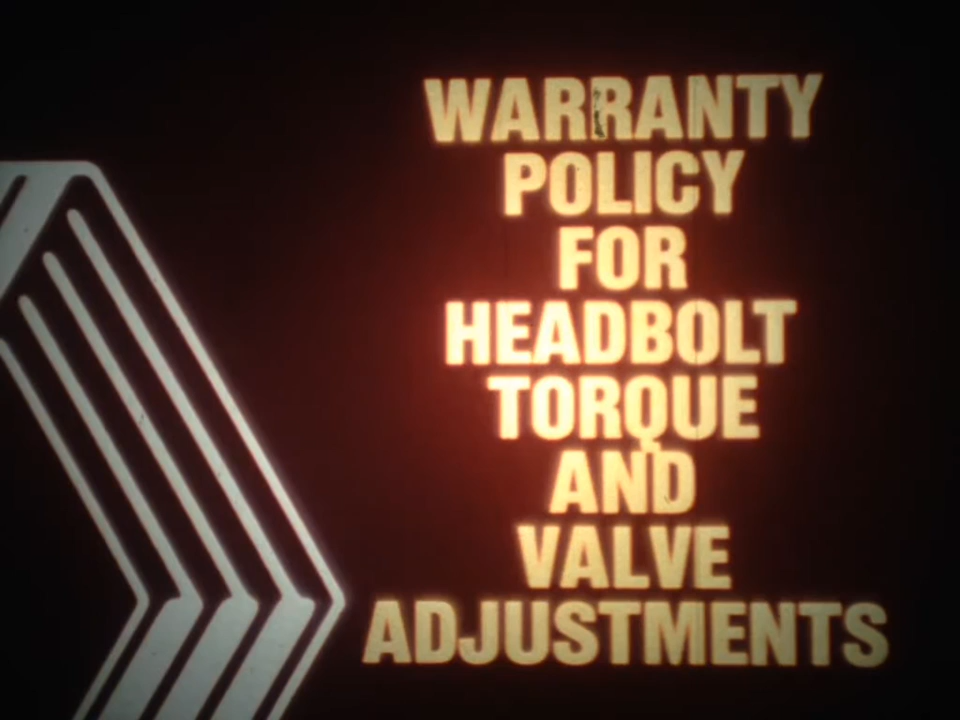 WARRANTY
POLICY
FOR
HEADBOLT
TORQUE
AND
VALVE
ADJUSTMENTS